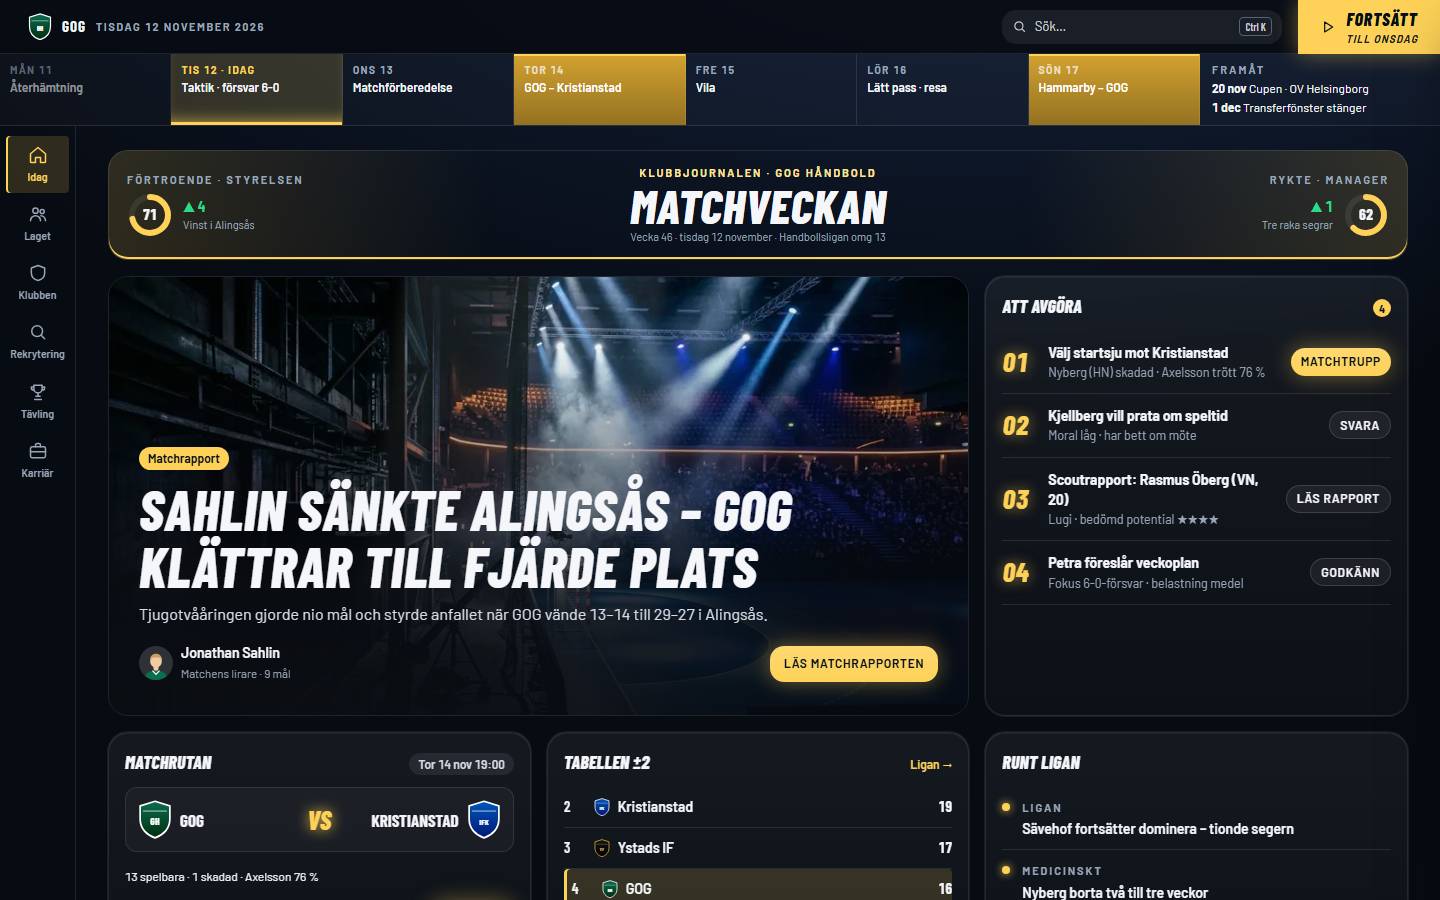 GOG TISDAG 12 NOVEMBER 2026
Sök...
Ctrl K
FORTSÄTT
TILL ONSDAG
MÅN 11
Återhämtning
TIS 12 · IDAG
Taktik · försvar 6-0
ONS 13
Matchförberedelse
TOR 14
GOG – Kristianstad
FRE 15
Vila
LÖR 16
Lätt pass · resa
SÖN 17
Hammarby – GOG
FRAMÅT
20 nov Cupen · OV Helsingborg
1 dec Transferfönster stänger
Idag
Laget
Klubben
Rekrytering
Tävling
Karriär
FÖRTROENDE · STYRELSEN
71
▲ 4
Vinst i Alingsås
KLUBBJOURNALEN · GOG HÅNDBOLD
MATCHVECKAN
Vecka 46 · tisdag 12 november · Handbollsligan omg 13
RYKTE · MANAGER
▲ 1
Tre raka segrar
62
Matchrapport
SAHLIN SÄNKTE ALINGSÅS – GOG
KLÄTTRAR TILL FJÄRDE PLATS
Tjugotvååringen gjorde nio mål och styrde anfallet när GOG vände 13–14 till 29–27 i Alingsås.
Jonathan Sahlin
Matchens lirare · 9 mål
LÄS MATCHRAPPORTEN
ATT AVGÖRA
4
01
Välj startsju mot Kristianstad
Nyberg (HN) skadad · Axelsson trött 76 %
MATCHTRUPP
02
Kjellberg vill prata om speltid
Moral låg · har bett om möte
SVARA
03
Scoutrapport: Rasmus Öberg (VN,
20)
Lugi · bedömd potential ★★★★
LÄS RAPPORT
04
Petra föreslår veckoplan
Fokus 6-0-försvar · belastning medel
GODKÄNN
MATCHRUTAN
Tor 14 nov 19:00
GH
GOG
VS
KRISTIANSTAD
IFK
13 spelbara · 1 skadad · Axelsson 76 %
TABELLEN ±2
Ligan →
2 Kristianstad 19
3 Ystads IF 17
4 GOG 16
RUNT LIGAN
LIGAN
Sävehof fortsätter dominera – tionde segern
MEDICINSKT
Nyberg borta två till tre veckor